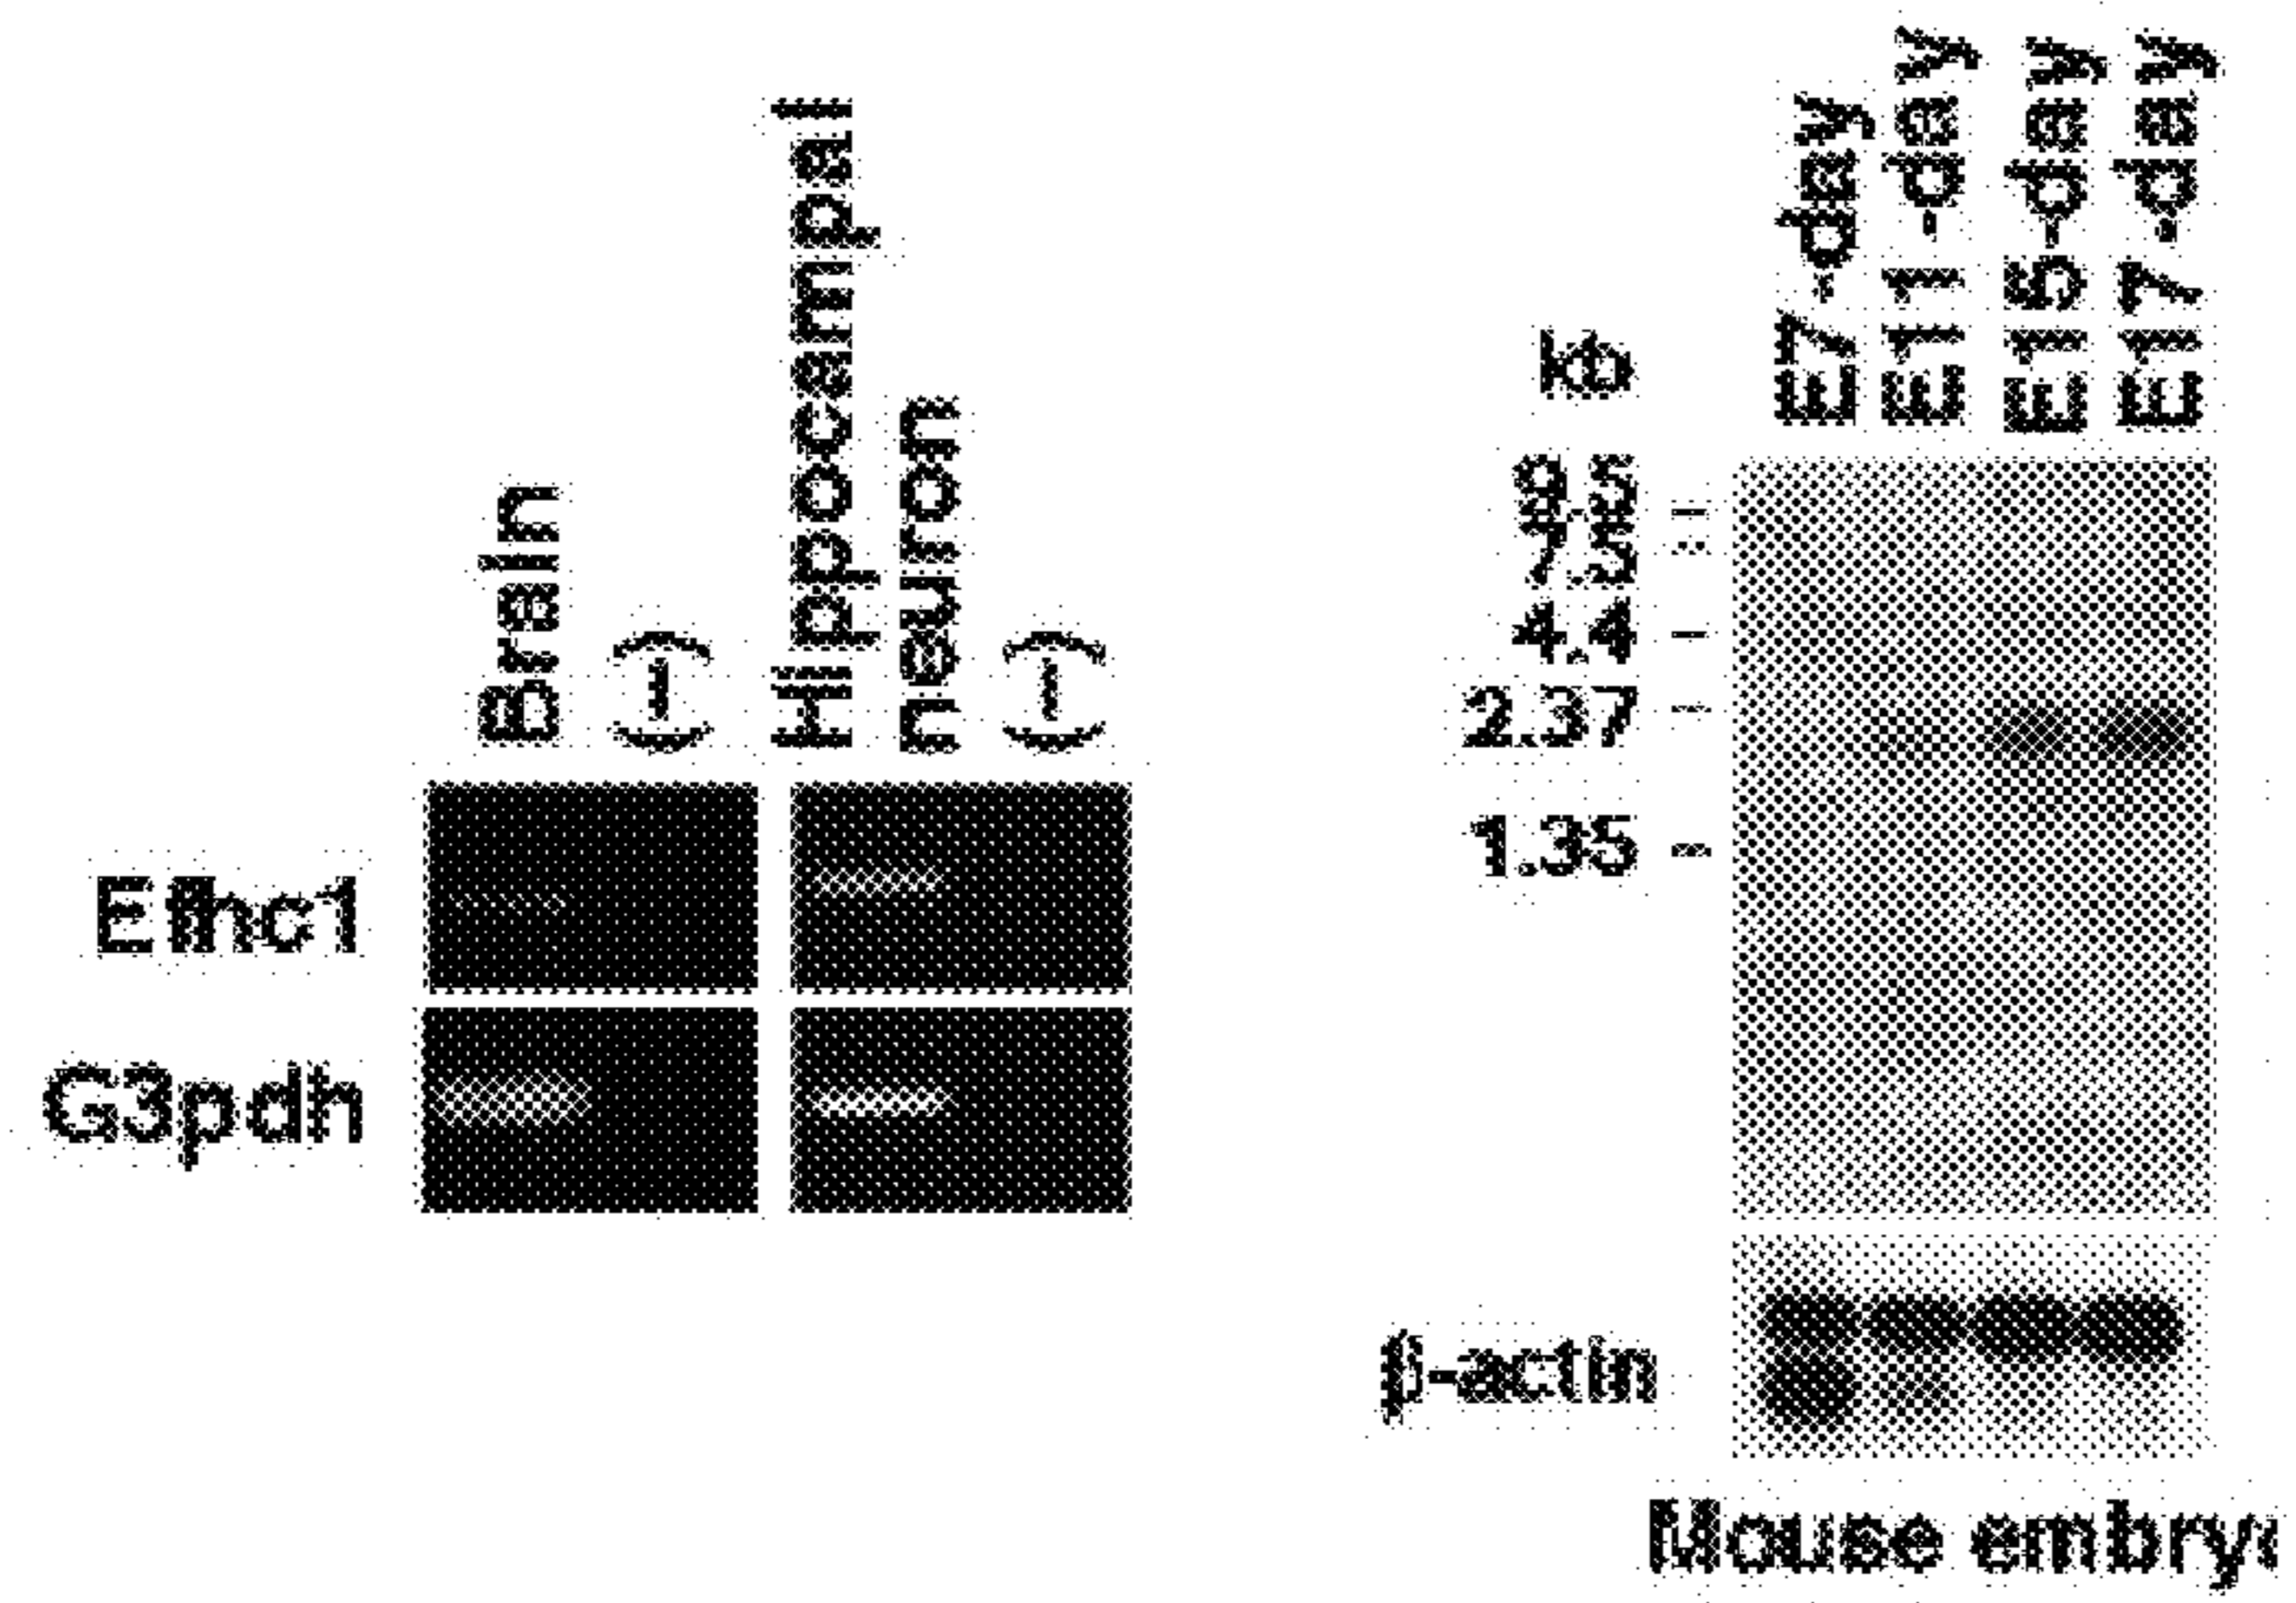 Brain
(-)
Hippocampal
neuron
(-)
Efhc1
G3pdh
kb
E7-day
E11-day
E15-day
E17-day
9.5
7.5
4.4
2.37
1.35
β-actin
Mouse embry